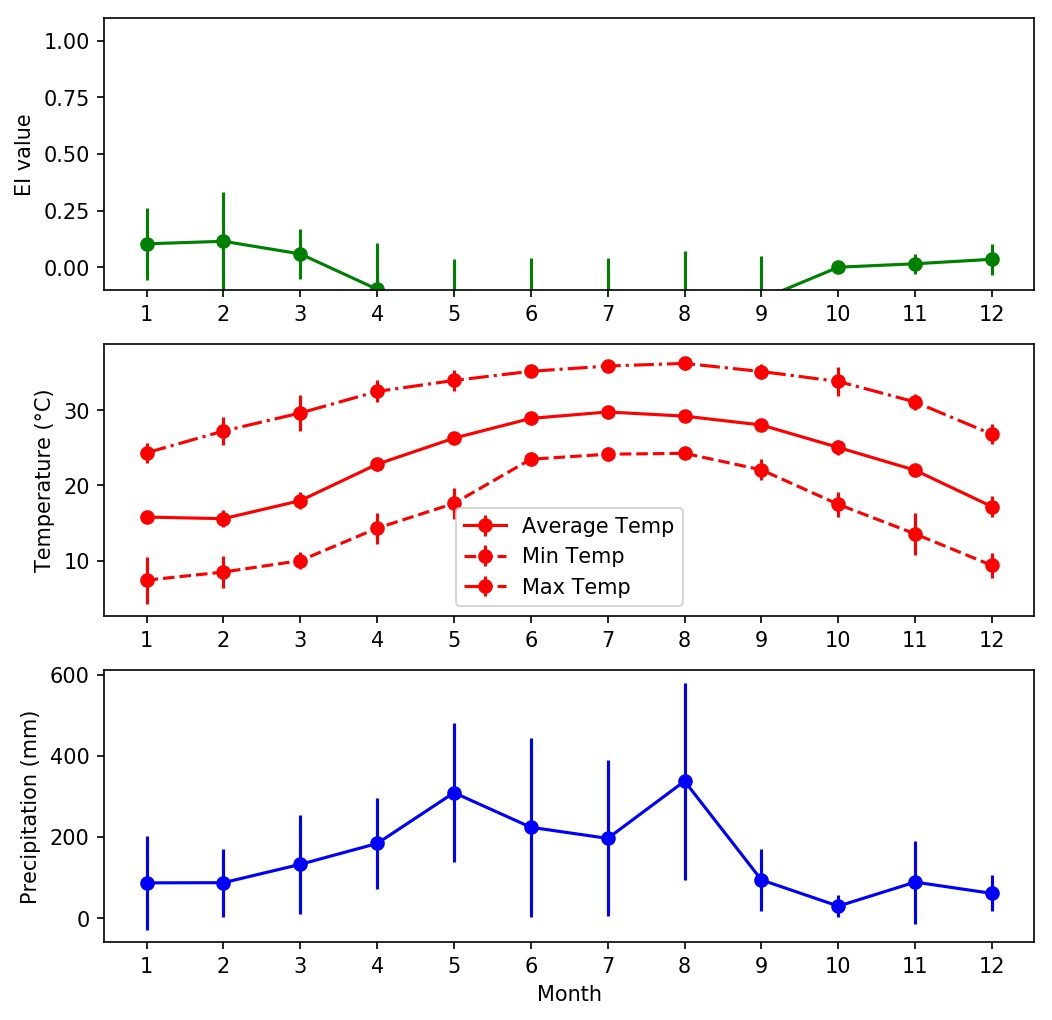 EI value
1.00
0.75
0.50
0.25
0.00
1 2 3 4 5 6 7 8 9 10 11 12
Temperature (°C)
30
20
10
Average Temp
Min Temp
Max Temp
1 2 3 4 5 6 7 8 9 10 11 12
Precipitation (mm)
600
400
200
0
1 2 3 4 5 6 7 8 9 10 11 12
Month